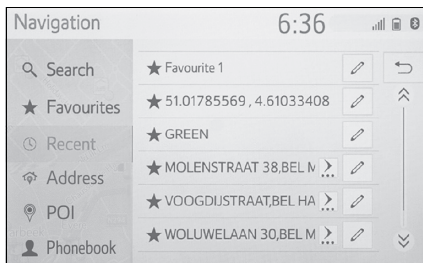 Navigation 6:36
Search
Favourites
Recent
Address
POI
Phonebook
Favourite 1
51.01785569 , 4.61033408
GREEN
MOLENSTRAAT 38,BEL M
VOOGDIJSTRAAT,BEL HA
WOLUWELAAN 30,BEL M